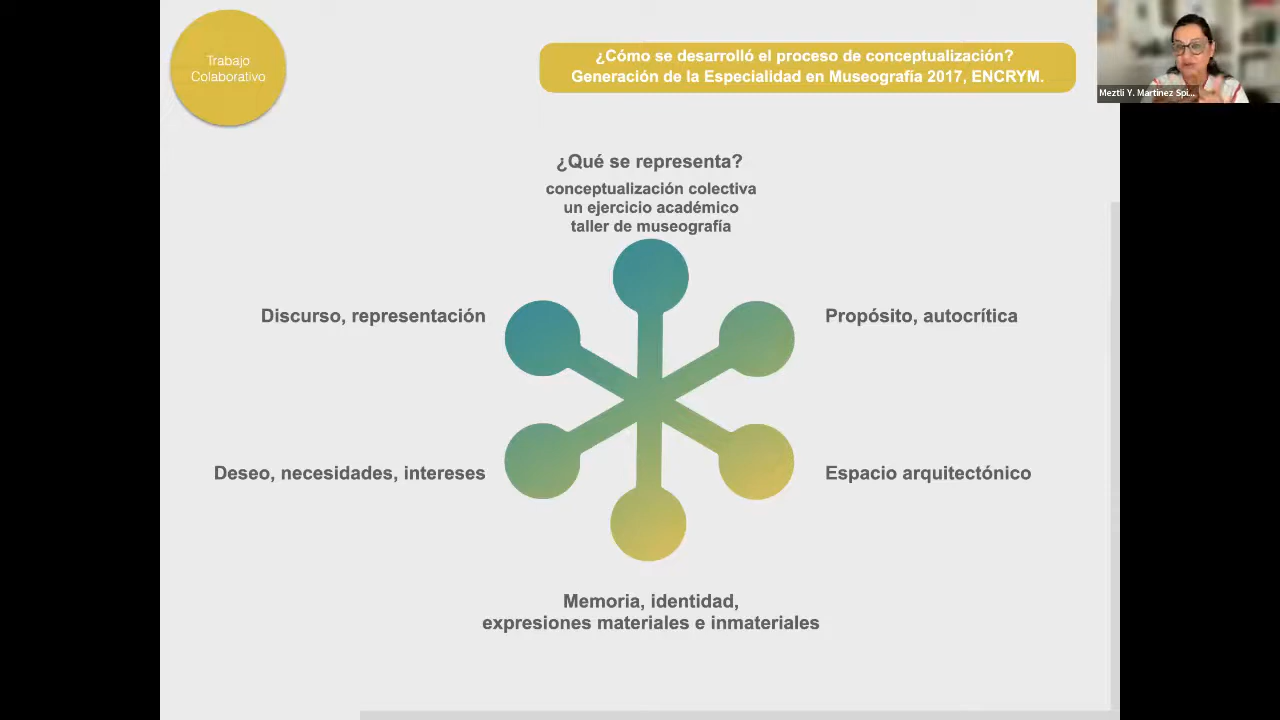 Trabajo
Colaborativo
¿Cómo se desarrolló el proceso de conceptualización?
Generación de la Especialidad en Museografía 2017, ENCRYM.
Meztli Y. Martínez Spi...
¿Qué se representa?
conceptualización colectiva
un ejercicio académico
taller de museografía
Discurso, representación
Propósito, autocrítica
Deseo, necesidades, intereses
Espacio arquitectónico
Memoria, identidad,
expresiones materiales e inmateriales